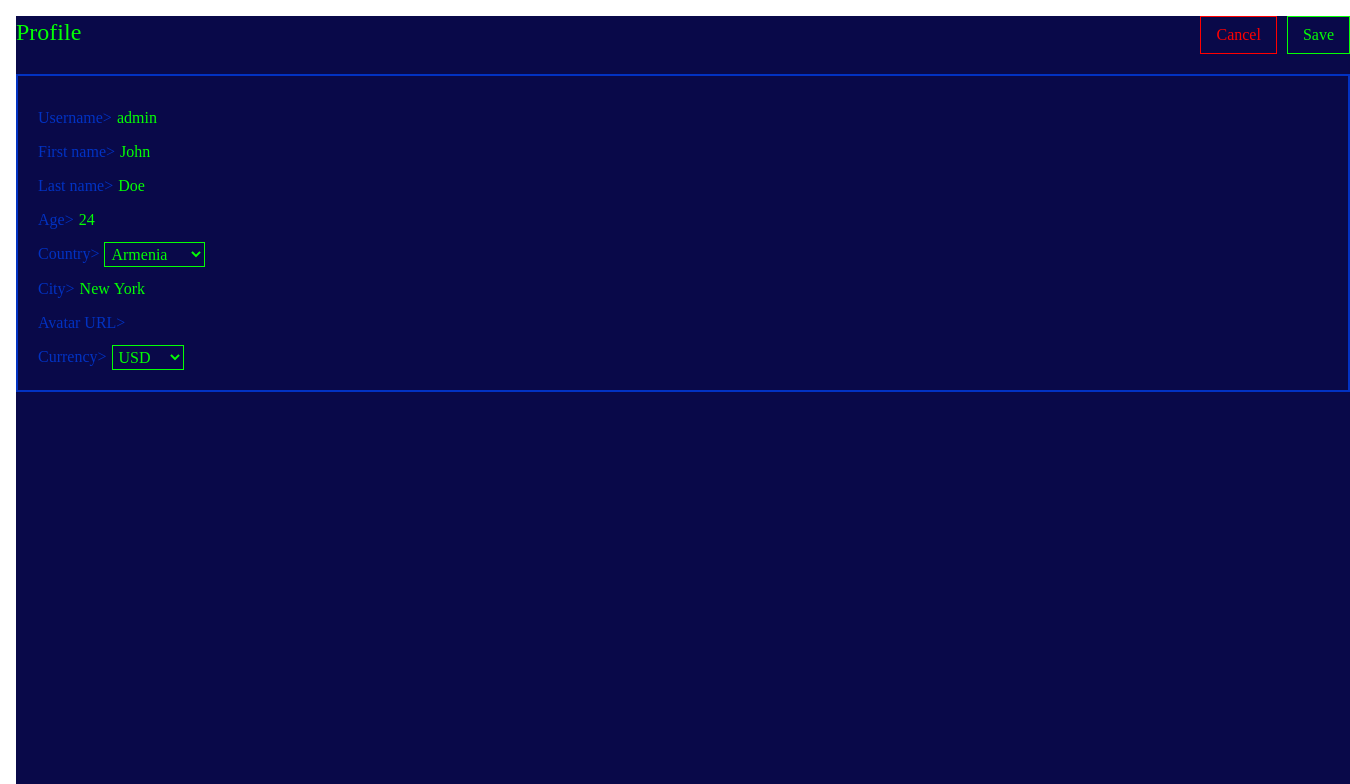 Profile
Cancel
Save
Username> admin
First name> John
Last name> Doe
Age> 24
Country> Armenia
City> New York
Avatar URL>
Currency> USD